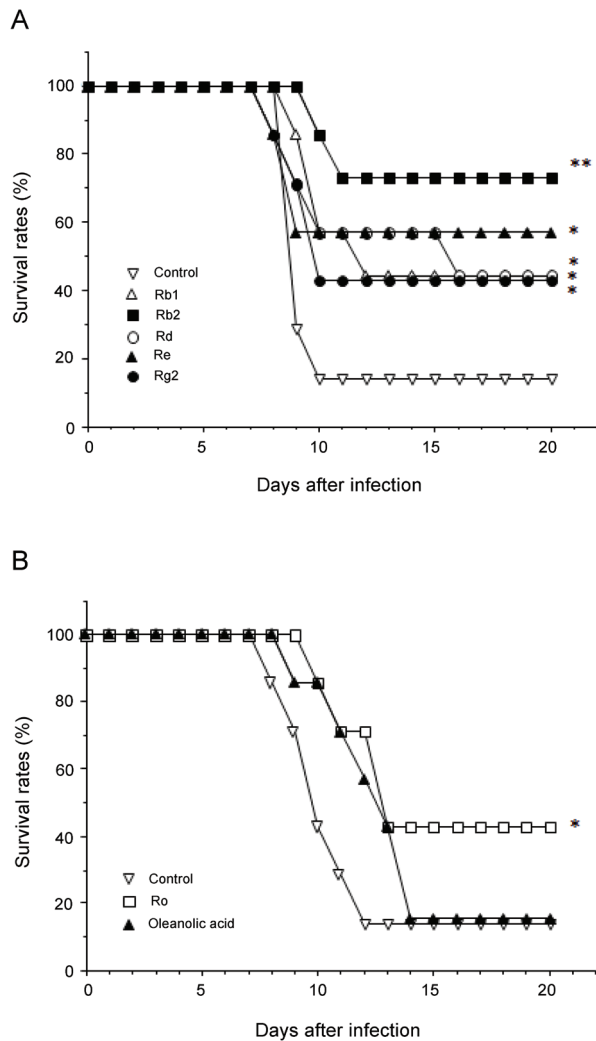 A
Survival rates (%)
100
80
60
40
20
0
**
*
*
*
*
Control
Rb1
Rb2
Rd
Re
Rg2
0 5 10 15 20
Days after infection
B
Survival rates (%)
100
80
60
40
20
0
*
Control
Ro
Oleanolic acid
0 5 10 15 20
Days after infection